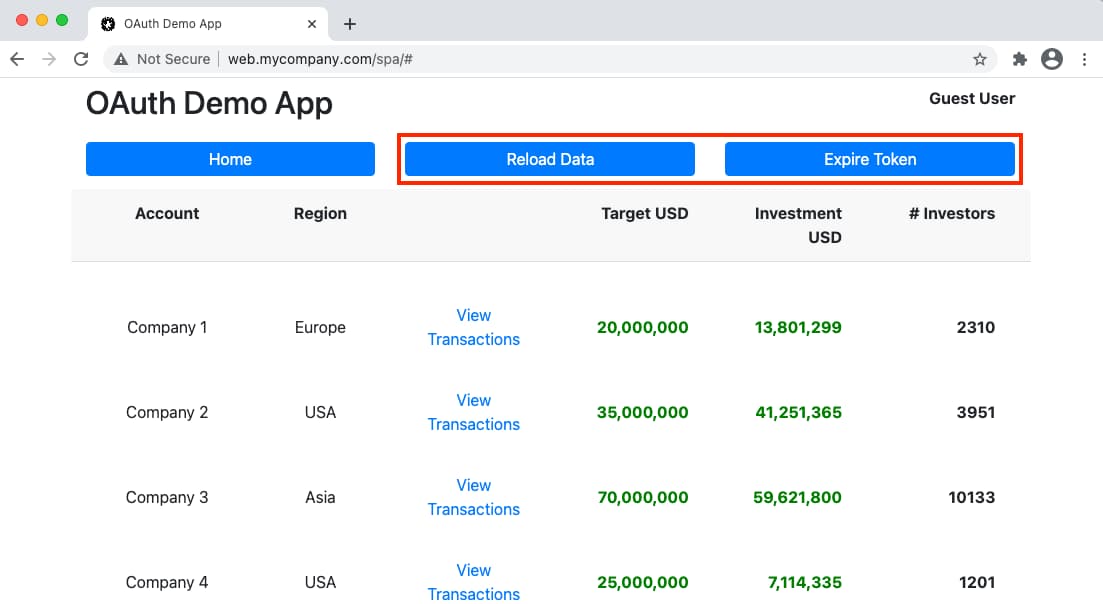 OAuth Demo App
Not Secure web.mycompany.com/spa/#
OAuth Demo App
Guest User
Home Reload Data Expire Token
Account Region Target USD Investment # Investors
USD
View
Company 1 Europe 20,000,000 13,801,299 2310
Transactions
View
Company 2 USA 35,000,000 41,251,365 3951
Transactions
View
Company 3 Asia 70,000,000 59,621,800 10133
Transactions
View
Company 4 USA 25,000,000 7,114,335 1201
Transactions